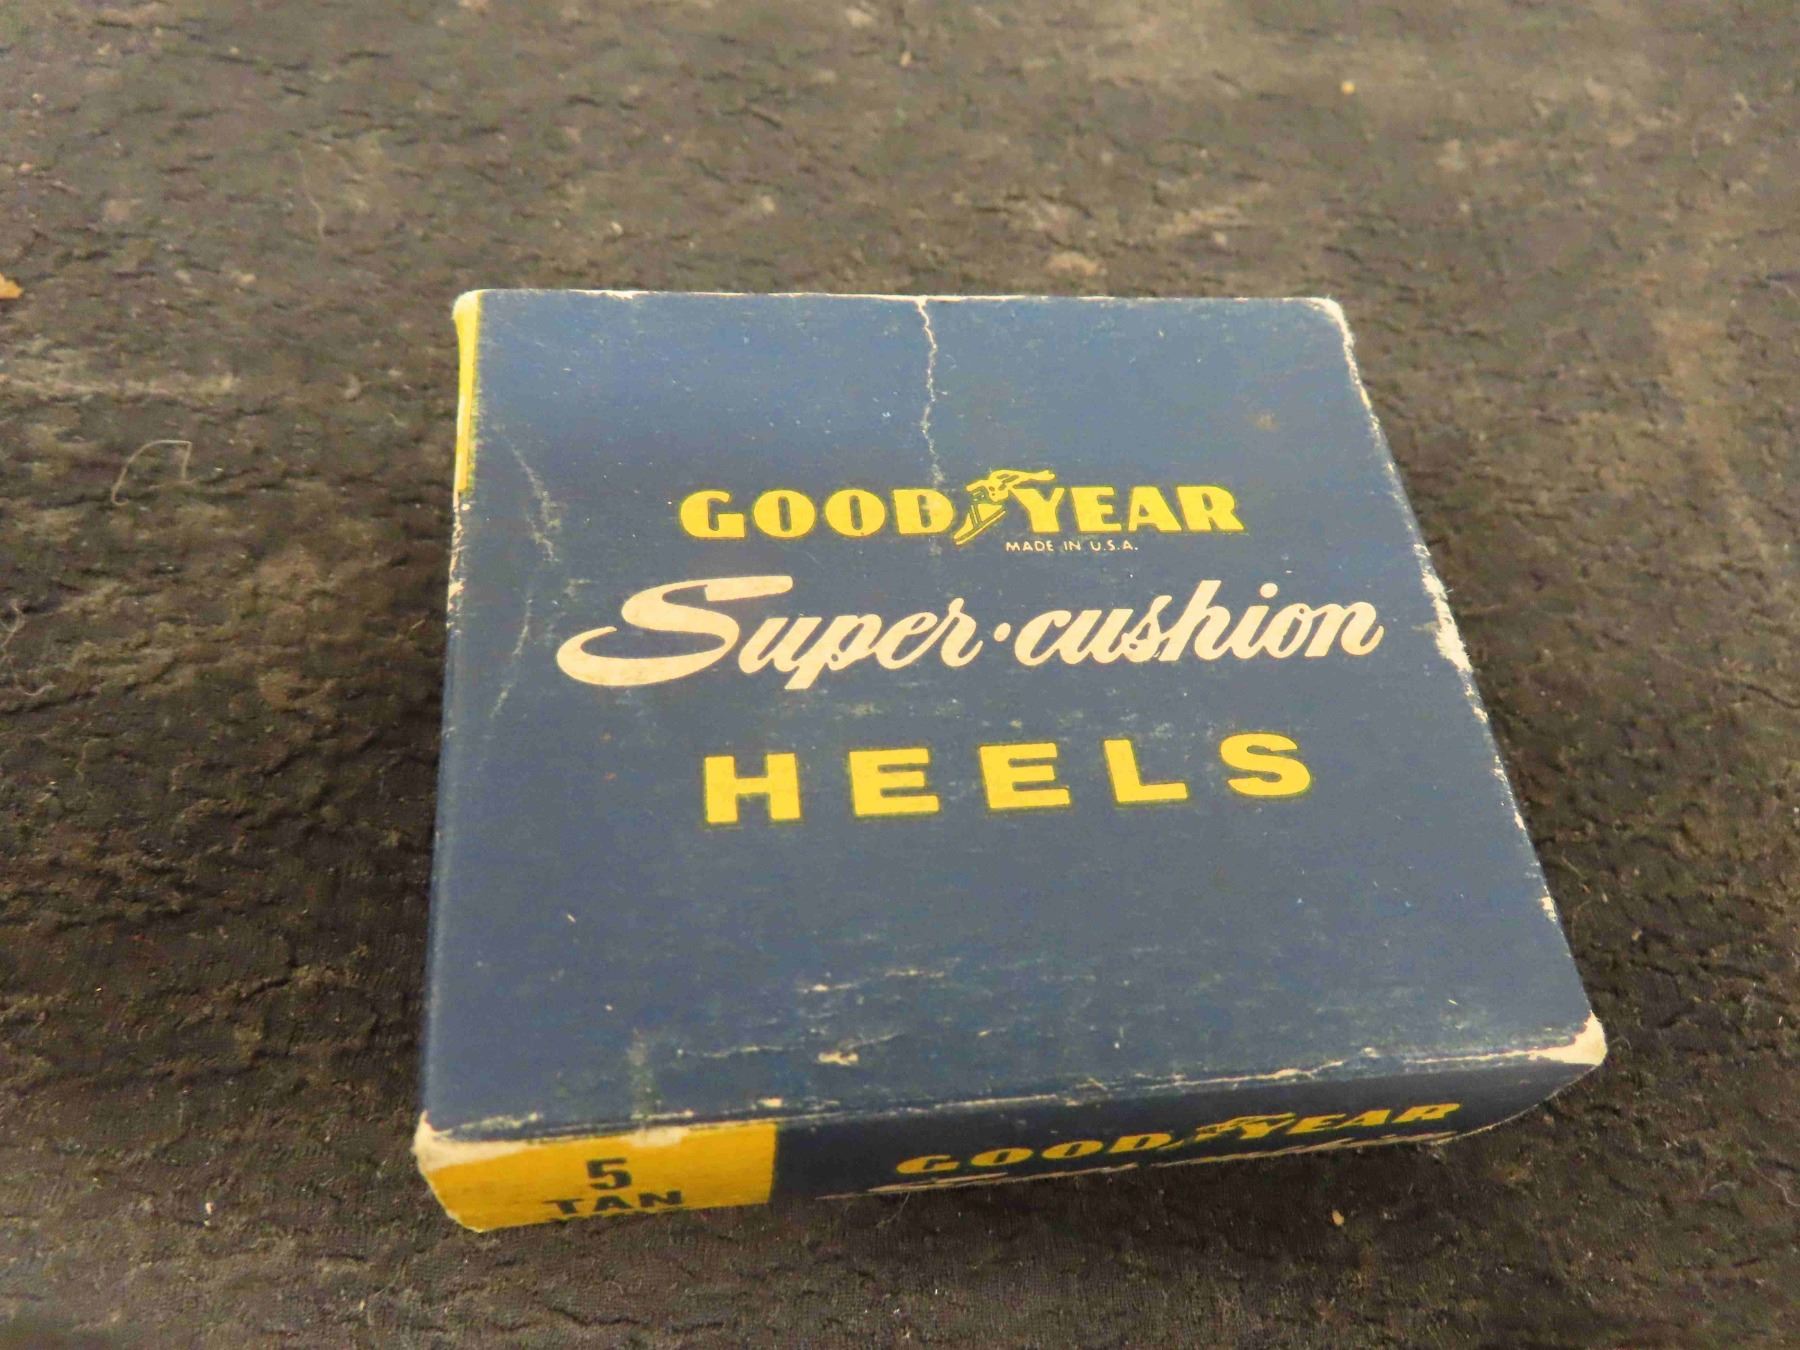 GOODYEAR
MADE IN U.S.A.
Super-cushion
HEELS
5
TAN
GOODYEAR